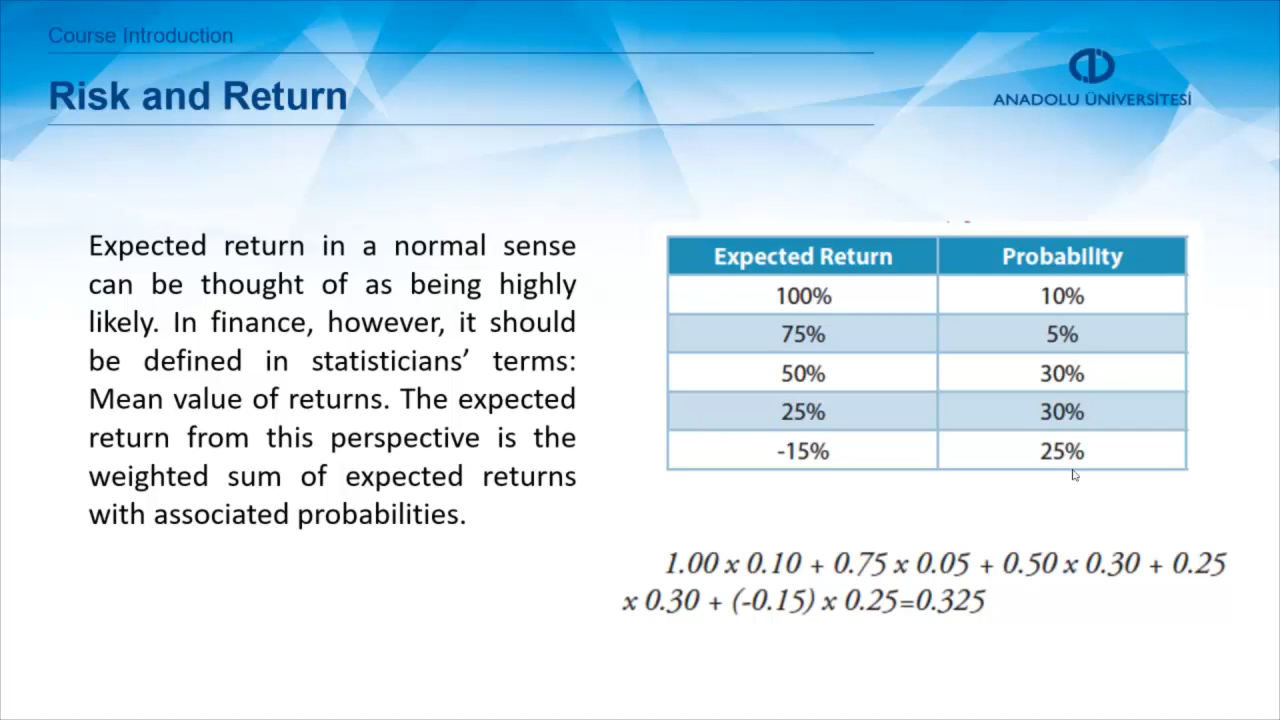 Course Introduction
Risk and Return
ANADOLU ÜNİVERSİTESİ
Expected return in a normal sense
can be thought of as being highly
likely. In finance, however, it should
be defined in statisticians’ terms:
Mean value of returns. The expected
return from this perspective is the
weighted sum of expected returns
with associated probabilities.
Expected Return Probability
100% 10%
75% 5%
50% 30%
25% 30%
-15% 25%
1.00 x 0.10 + 0.75 x 0.05 + 0.50 x 0.30 + 0.25
x 0.30 + (-0.15) x 0.25=0.325